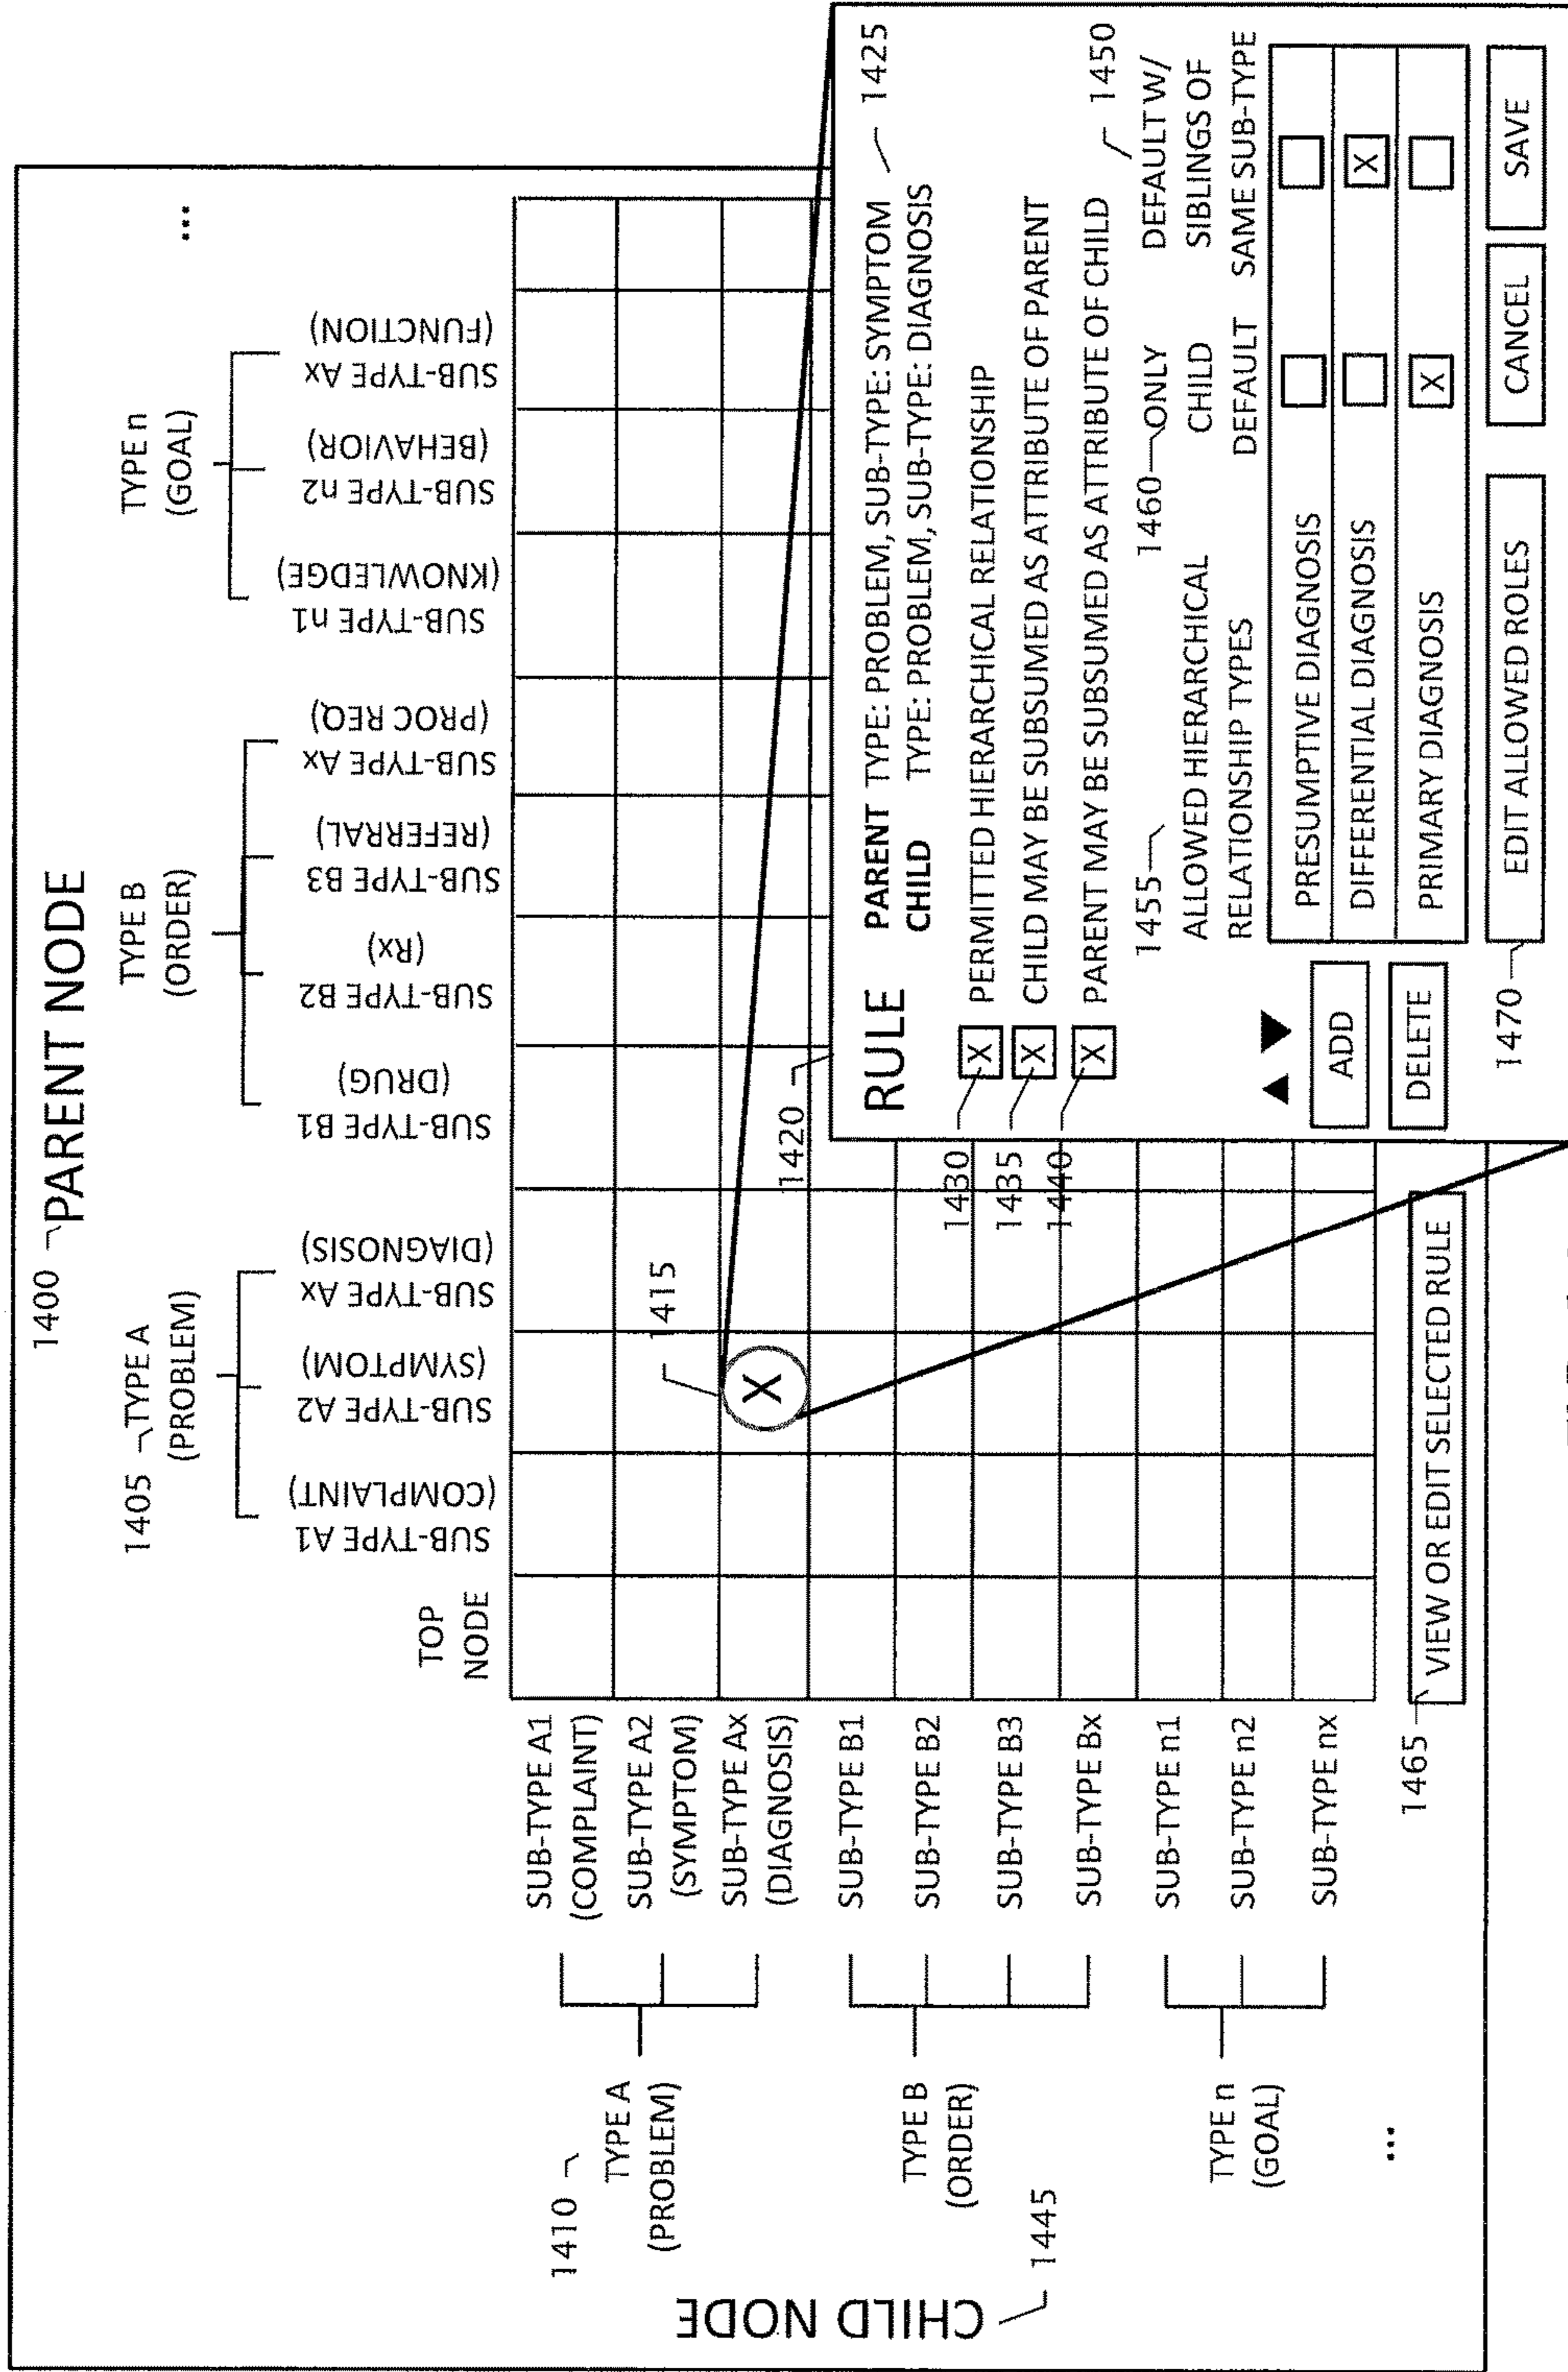 1400
PARENT NODE
1405
TYPE A
(PROBLEM)
TYPE B
(ORDER)
TYPE n
(GOAL)
...
TOP
NODE
SUB-TYPE A1
(COMPLAINT)
SUB-TYPE A2
(SYMPTOM)
SUB-TYPE Ax
(DIAGNOSIS)
SUB-TYPE B1
(DRUG)
SUB-TYPE B2
(Rx)
SUB-TYPE B3
(REFERRAL)
SUB-TYPE Ax
(PROC REQ)
SUB-TYPE n1
(KNOWLEDGE)
SUB-TYPE n2
(BEHAVIOR)
SUB-TYPE Ax
(FUNCTION)
CHILD NODE
1445
1410
TYPE A
(PROBLEM)
TYPE B
(ORDER)
TYPE n
(GOAL)
...
SUB-TYPE A1
(COMPLAINT)
SUB-TYPE A2
(SYMPTOM)
SUB-TYPE Ax
(DIAGNOSIS)
SUB-TYPE B1
SUB-TYPE B2
SUB-TYPE B3
SUB-TYPE Bx
SUB-TYPE n1
SUB-TYPE n2
SUB-TYPE nx
1415
X
1465
VIEW OR EDIT SELECTED RULE
1420
RULE
PARENT TYPE: PROBLEM, SUB-TYPE: SYMPTOM
1425
CHILD TYPE: PROBLEM, SUB-TYPE: DIAGNOSIS
1430
X PERMITTED HIERARCHICAL RELATIONSHIP
1435
X CHILD MAY BE SUBSUMED AS ATTRIBUTE OF PARENT
1440
X PARENT MAY BE SUBSUMED AS ATTRIBUTE OF CHILD
1450
1455
ALLOWED HIERARCHICAL
RELATIONSHIP TYPES
1460
ONLY
CHILD
DEFAULT
DEFAULT W/
SIBLINGS OF
SAME SUB-TYPE
ADD
DELETE
PRESUMPTIVE DIAGNOSIS
DIFFERENTIAL DIAGNOSIS X
PRIMARY DIAGNOSIS X
1470
EDIT ALLOWED ROLES
CANCEL
SAVE